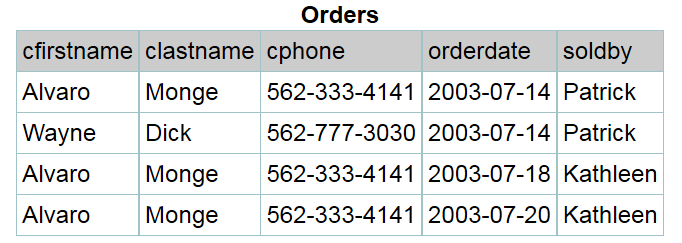 Orders
cfirstname clastname cphone orderdate soldby
Alvaro Monge 562-333-4141 2003-07-14 Patrick
Wayne Dick 562-777-3030 2003-07-14 Patrick
Alvaro Monge 562-333-4141 2003-07-18 Kathleen
Alvaro Monge 562-333-4141 2003-07-20 Kathleen